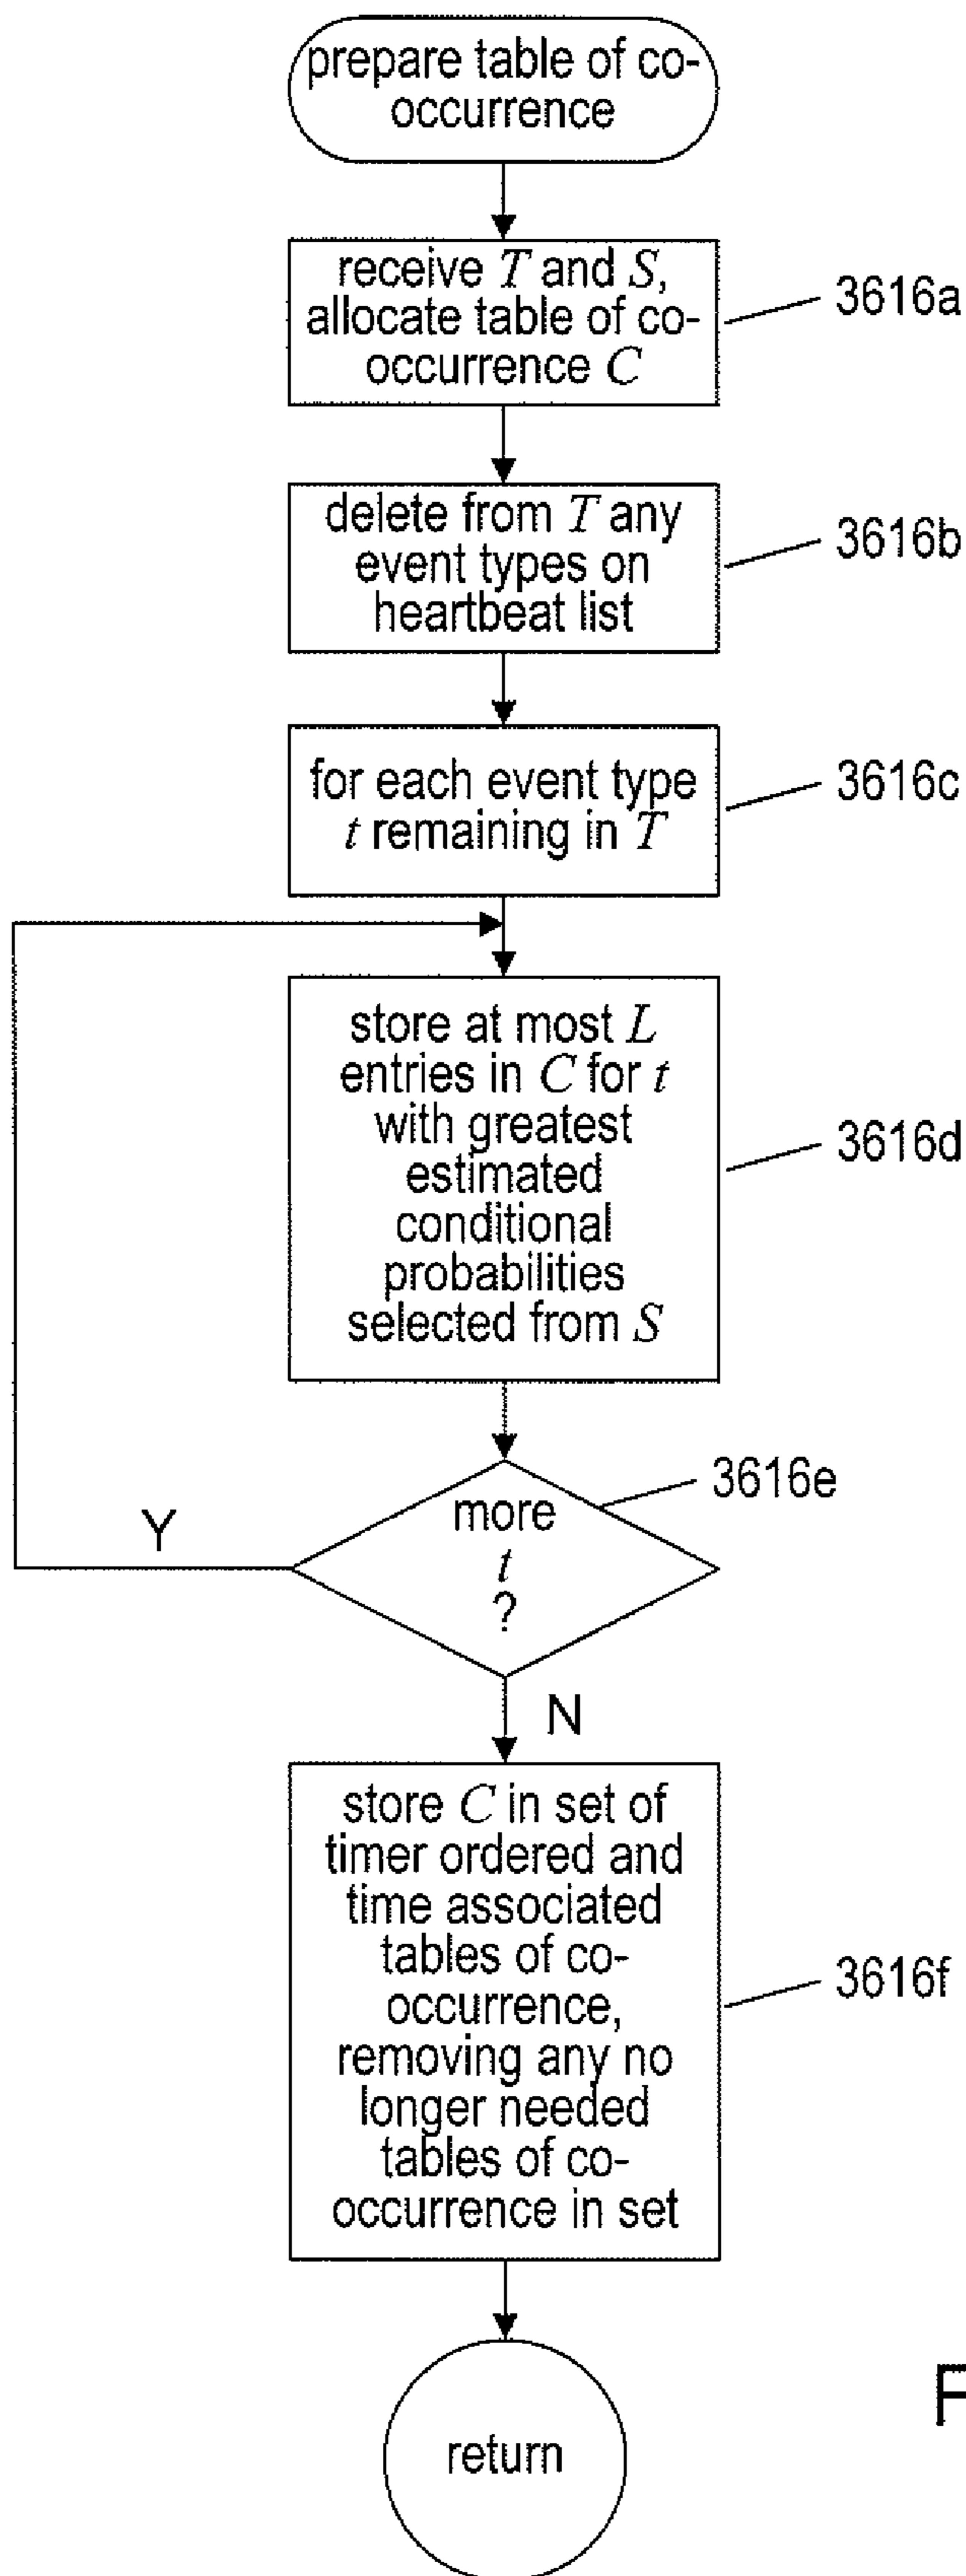 prepare table of co-
occurrence
receive T and S,
allocate table of co-
occurrence C
3616a
delete from T any
event types on
heartbeat list
3616b
for each event type
t remaining in T
3616c
store at most L
entries in C for t
with greatest
estimated
conditional
probabilities
selected from S
3616d
more
t
?
3616e
Y
N
store C in set of
timer ordered and
time associated
tables of co-
occurrence,
removing any no
longer needed
tables of co-
occurrence in set
3616f
return